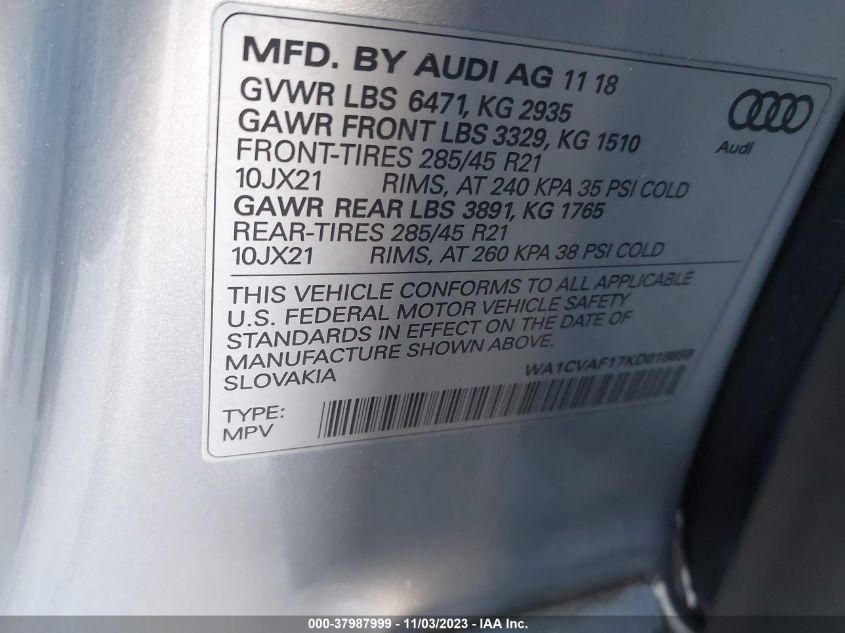 MFD. BY AUDI AG 11 18
GVWR LBS 6471, KG 2935
GAWR FRONT LBS 3329, KG 1510
FRONT-TIRES 285/45 R21
10JX21 RIMS, AT 240 KPA 35 PSI COLD
GAWR REAR LBS 3891, KG 1765
REAR-TIRES 285/45 R21
10JX21 RIMS, AT 260 KPA 38 PSI COLD
Audi
THIS VEHICLE CONFORMS TO ALL APPLICABLE
U.S. FEDERAL MOTOR VEHICLE SAFETY
STANDARDS IN EFFECT ON THE DATE OF
MANUFACTURE SHOWN ABOVE.
SLOVAKIA WA1CVAF17KD018859
TYPE:
MPV
000-37987999 - 11/03/2023 - IAA Inc.